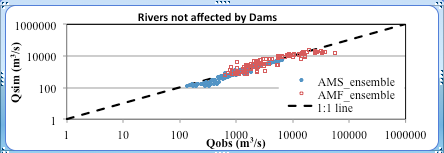 Rivers not affected by Dams
Qsim (m³/s)
1000000
10000
100
1
AMS_ensemble
AMF_ensemble
1:1 line
1 10 100 1000 10000 100000 1000000
Qobs (m³/s)